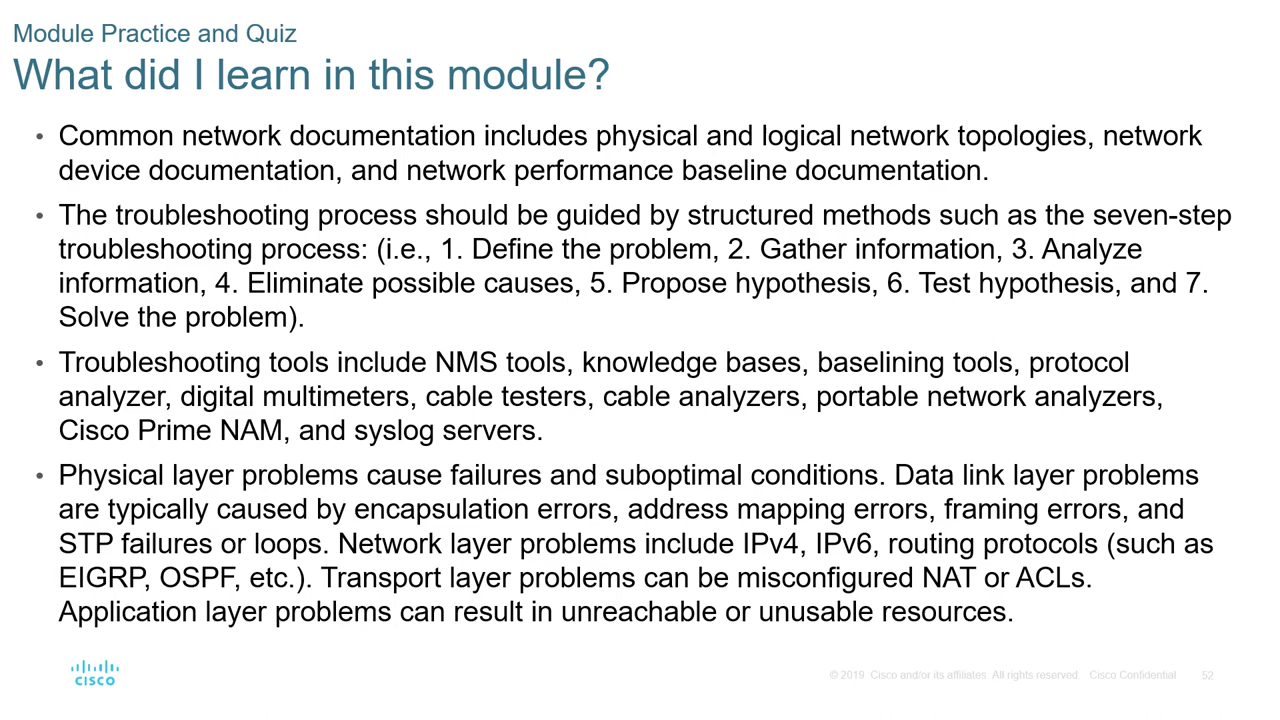 Module Practice and Quiz
What did I learn in this module?
• Common network documentation includes physical and logical network topologies, network
device documentation, and network performance baseline documentation.
• The troubleshooting process should be guided by structured methods such as the seven-step
troubleshooting process: (i.e., 1. Define the problem, 2. Gather information, 3. Analyze
information, 4. Eliminate possible causes, 5. Propose hypothesis, 6. Test hypothesis, and 7.
Solve the problem).
• Troubleshooting tools include NMS tools, knowledge bases, baselining tools, protocol
analyzer, digital multimeters, cable testers, cable analyzers, portable network analyzers,
Cisco Prime NAM, and syslog servers.
• Physical layer problems cause failures and suboptimal conditions. Data link layer problems
are typically caused by encapsulation errors, address mapping errors, framing errors, and
STP failures or loops. Network layer problems include IPv4, IPv6, routing protocols (such as
EIGRP, OSPF, etc.). Transport layer problems can be misconfigured NAT or ACLs.
Application layer problems can result in unreachable or unusable resources.
CISCO
© 2019 Cisco and/or its affiliates. All rights reserved. Cisco Confidential 52